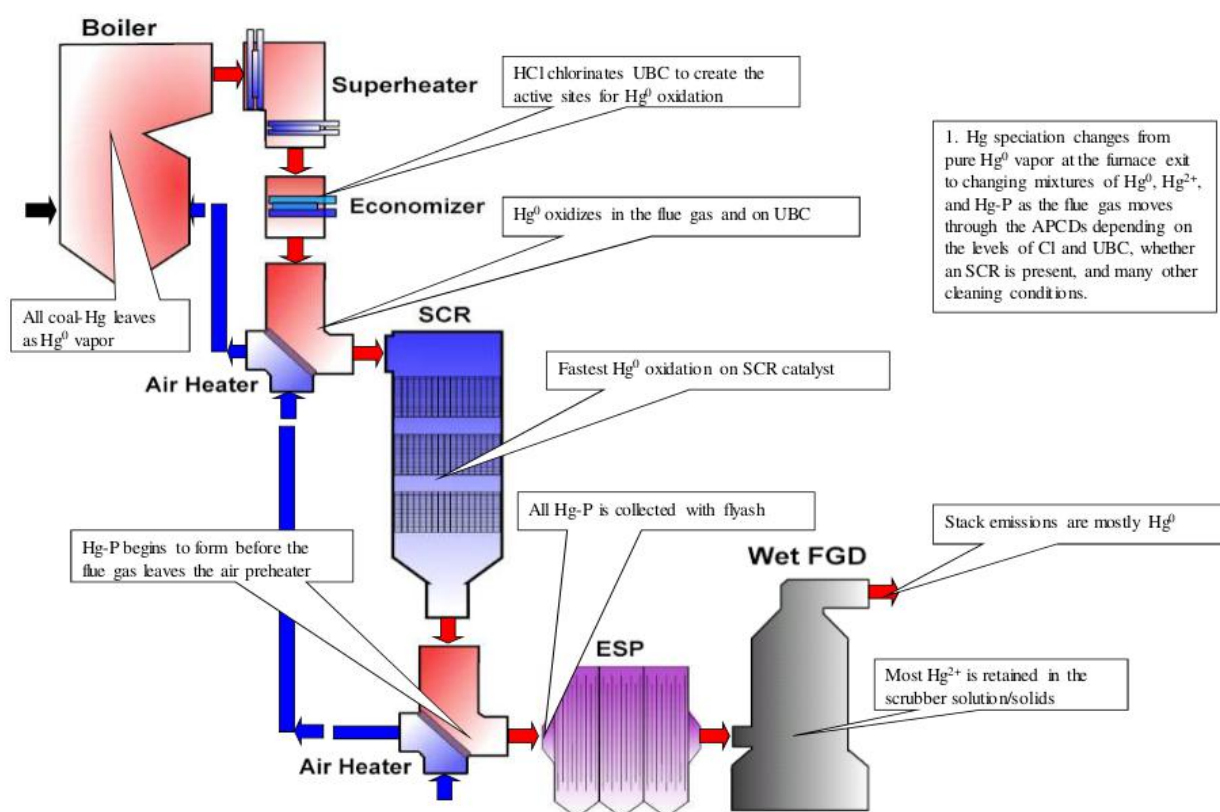 Boiler
Superheater
HCl chlorinates UBC to create the
active sites for Hg⁰ oxidation
1. Hg speciation changes from
pure Hg⁰ vapor at the furnace exit
to changing mixtures of Hg⁰, Hg²⁺,
and Hg-P as the flue gas moves
through the APCDs depending on
the levels of Cl and UBC, whether
an SCR is present, and many other
cleaning conditions.
Economizer
Hg⁰ oxidizes in the flue gas and on UBC
All coal-Hg leaves
as Hg⁰ vapor
SCR
Air Heater
Fastest Hg⁰ oxidation on SCR catalyst
All Hg-P is collected with flyash
Stack emissions are mostly Hg⁰
Hg-P begins to form before the
flue gas leaves the air preheater
Wet FGD
ESP
Most Hg²⁺ is retained in the
scrubber solution/solids
Air Heater